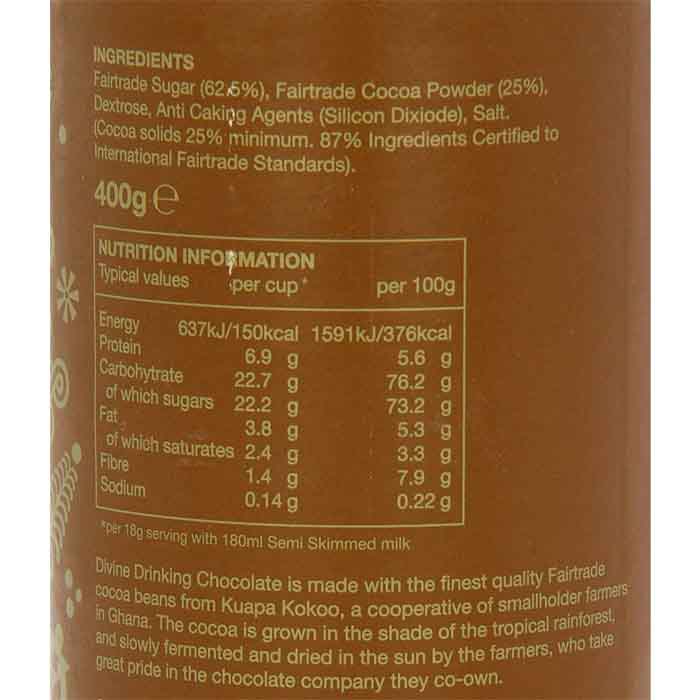 INGREDIENTS
Fairtrade Sugar (62.5%), Fairtrade Cocoa Powder (25%),
Dextrose, Anti Caking Agents (Silicon Dixiode), Salt.
(Cocoa solids 25% minimum. 87% Ingredients Certified to
International Fairtrade Standards).
400g ℮
NUTRITION INFORMATION
Typical values per cup* per 100g
Energy 637kJ/150kcal 1591kJ/376kcal
Protein 6.9 g 5.6 g
Carbohytrate 22.7 g 76.2 g
of which sugars 22.2 g 73.2 g
Fat 3.8 g 5.3 g
of which saturates 2.4 g 3.3 g
Fibre 1.4 g 7.9 g
Sodium 0.14 g 0.22 g
*per 18g serving with 180ml Semi Skimmed milk
Divine Drinking Chocolate is made with the finest quality Fairtrade
cocoa beans from Kuapa Kokoo, a cooperative of smallholder farmers
in Ghana. The cocoa is grown in the shade of the tropical rainforest,
and slowly fermented and dried in the sun by the farmers, who take
great pride in the chocolate company they co-own.